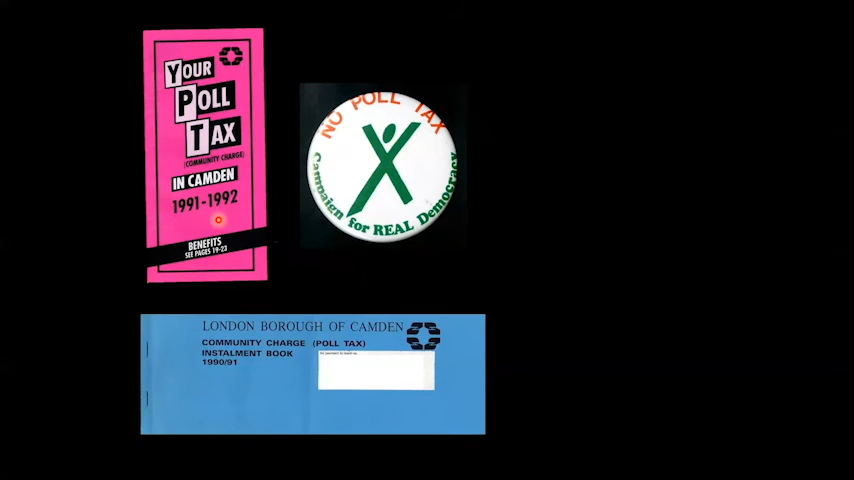 YOUR
POLL
TAX
(COMMUNITY CHARGE)
IN CAMDEN
1991-1992
BENEFITS
SEE PAGES 19-23
NO POLL TAX
Campaign for REAL Democracy
LONDON BOROUGH OF CAMDEN
COMMUNITY CHARGE (POLL TAX)
INSTALMENT BOOK
1990/91